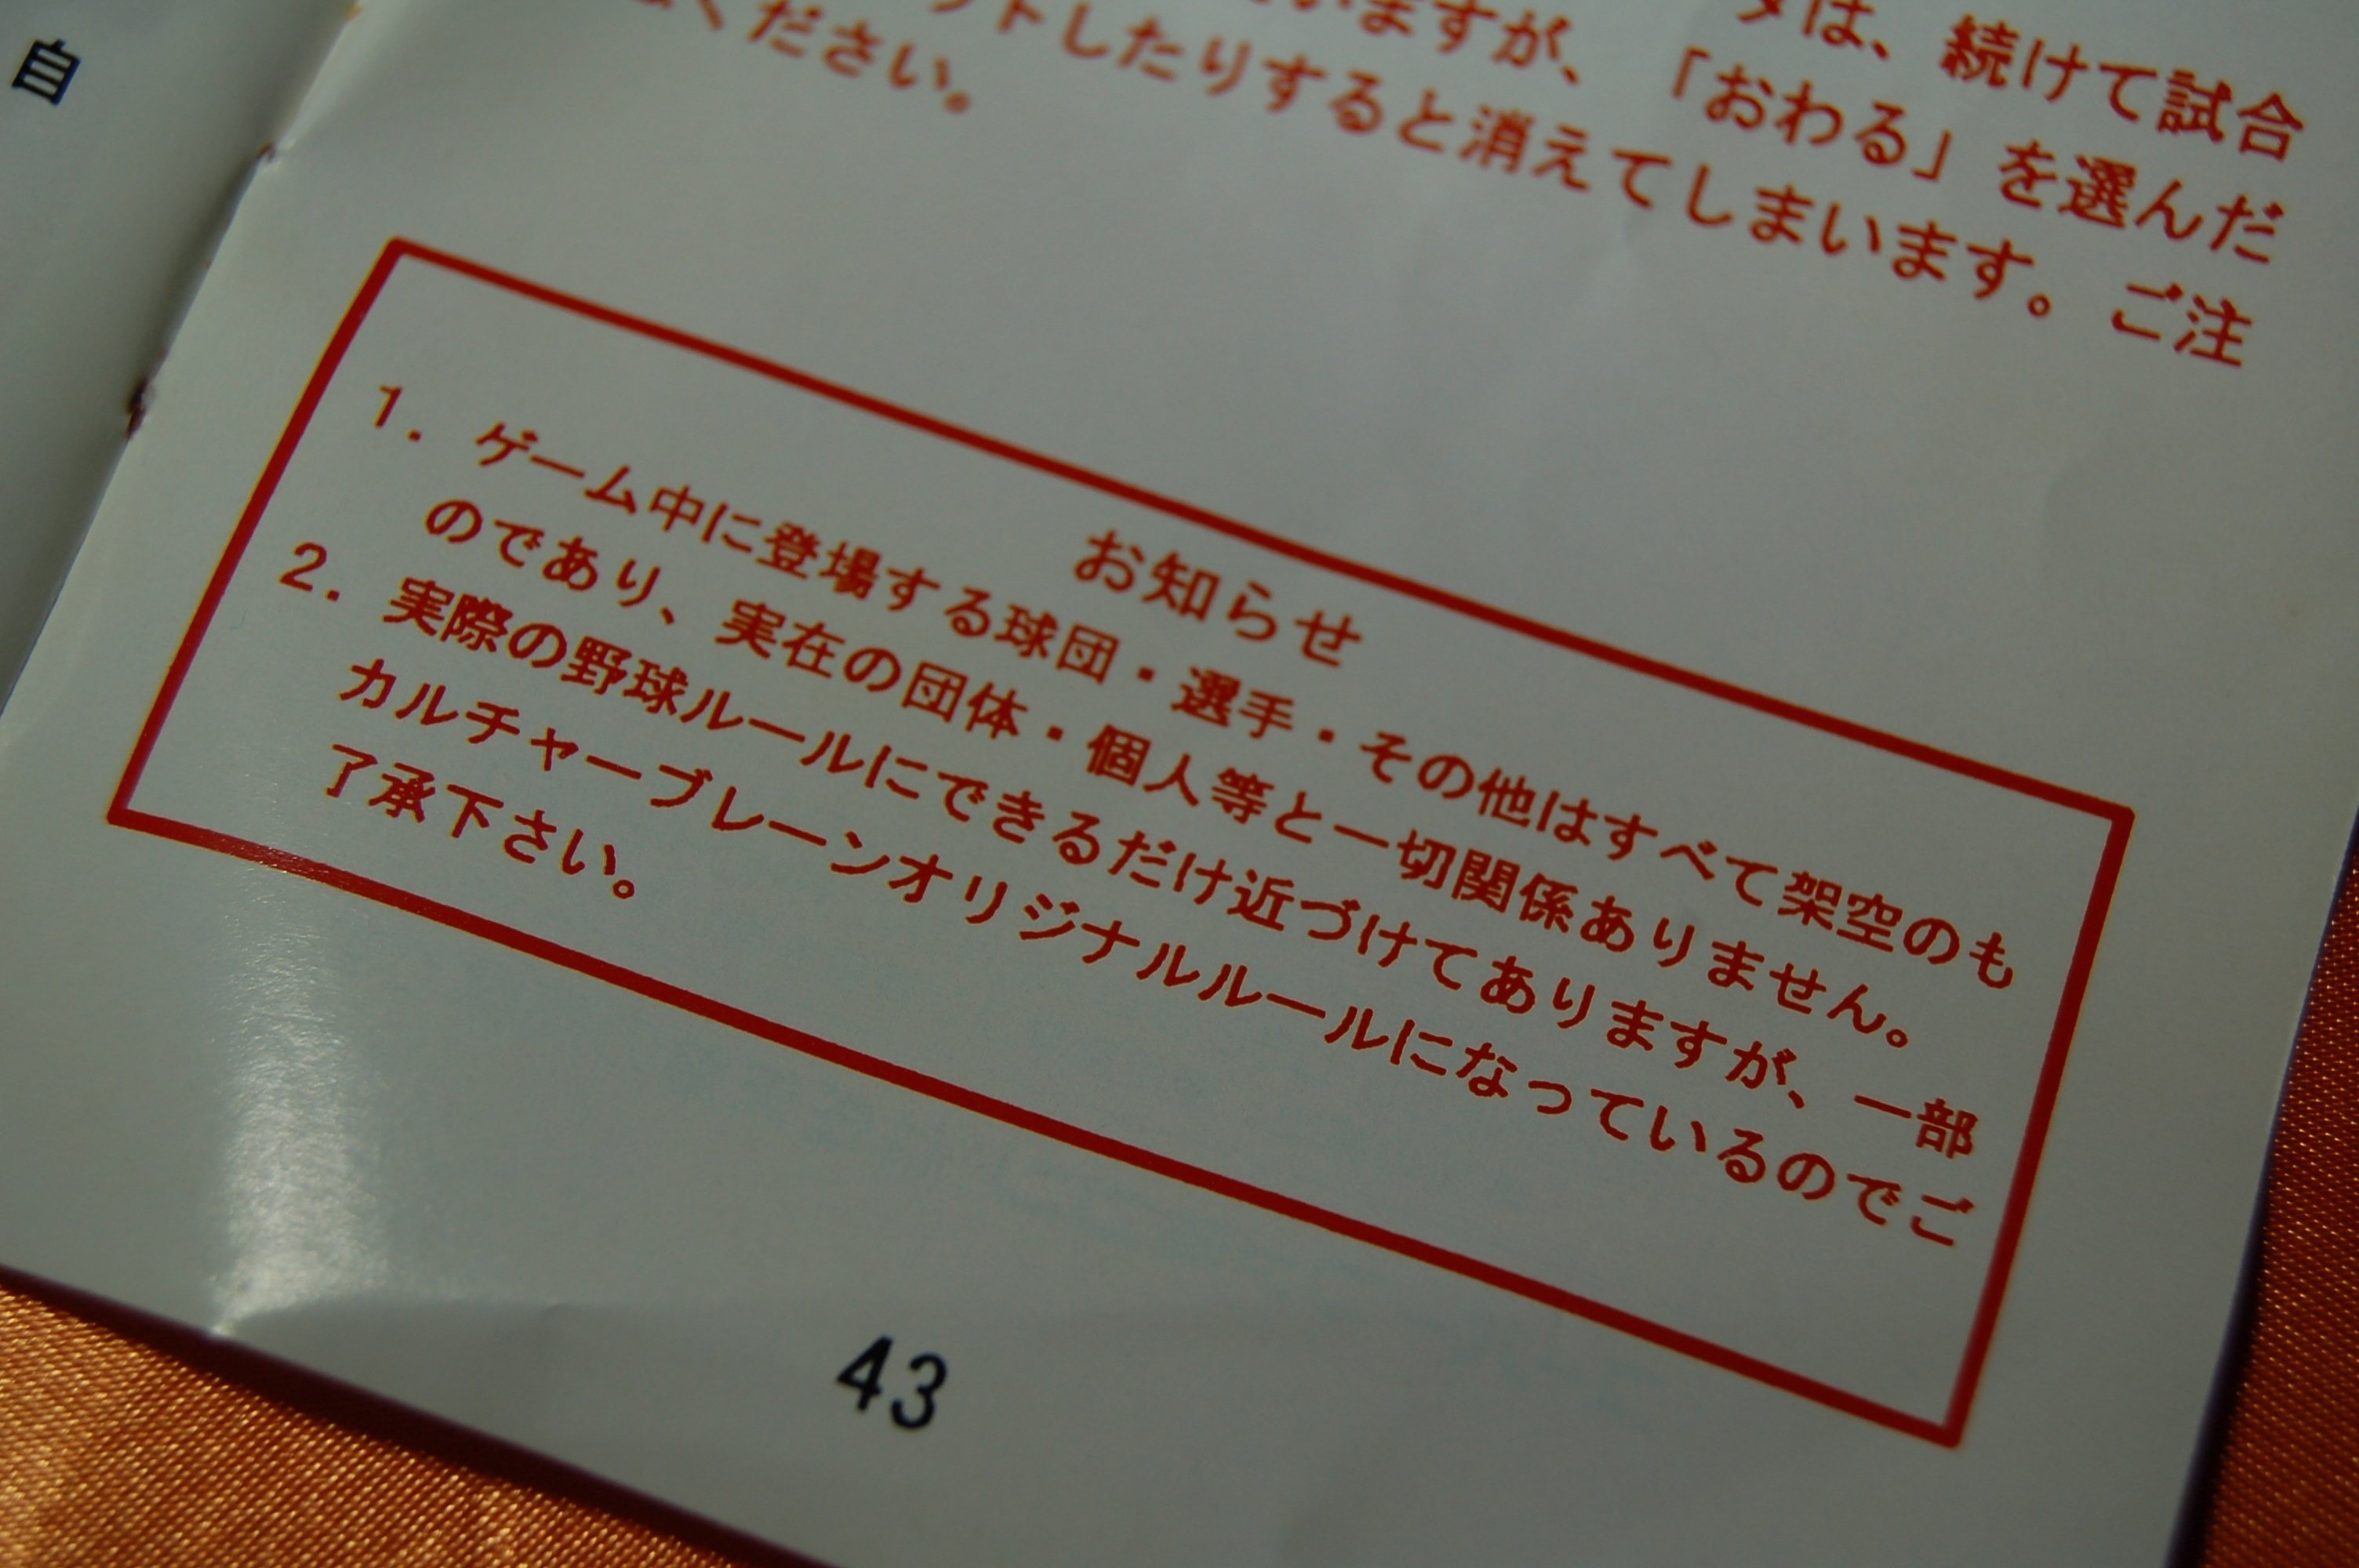 タは、続けて試合
いますが、「おわる」を選んだ
ットしたりすると消えてしまいます。ご注
ください。
自
お知らせ
1. ゲーム中に登場する球団・選手・その他はすべて架空のも
のであり、実在の団体・個人等と一切関係ありません。
2. 実際の野球ルールにできるだけ近づけてありますが、一部
カルチャーブレーンオリジナルルールになっているのでご
了承下さい。
43